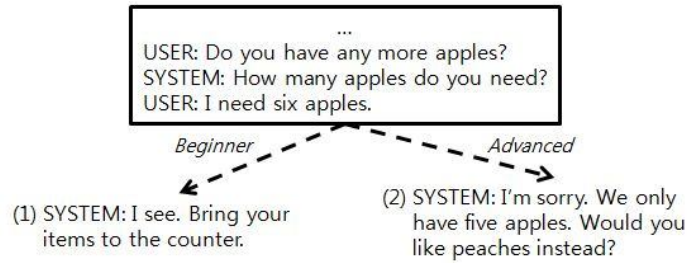 ...
USER: Do you have any more apples?
SYSTEM: How many apples do you need?
USER: I need six apples.
Beginner
Advanced
(1) SYSTEM: I see. Bring your
items to the counter.
(2) SYSTEM: I'm sorry. We only
have five apples. Would you
like peaches instead?